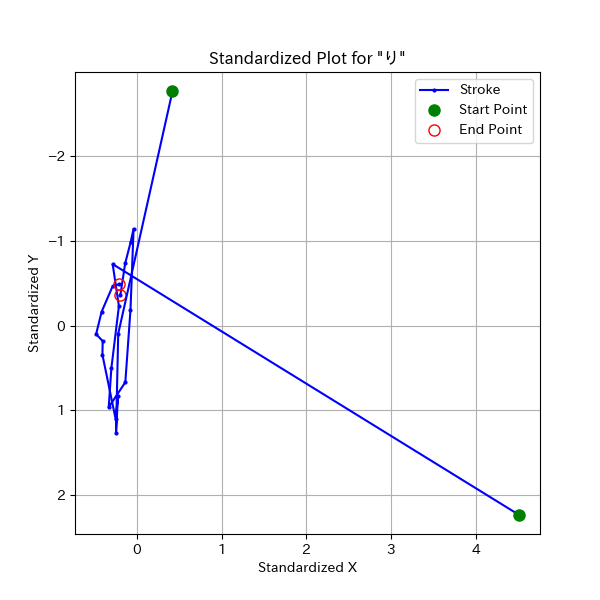 Standardized Plot for "り"
Stroke
Start Point
End Point
Standardized Y
−2
−1
0
1
2
0 1 2 3 4
Standardized X